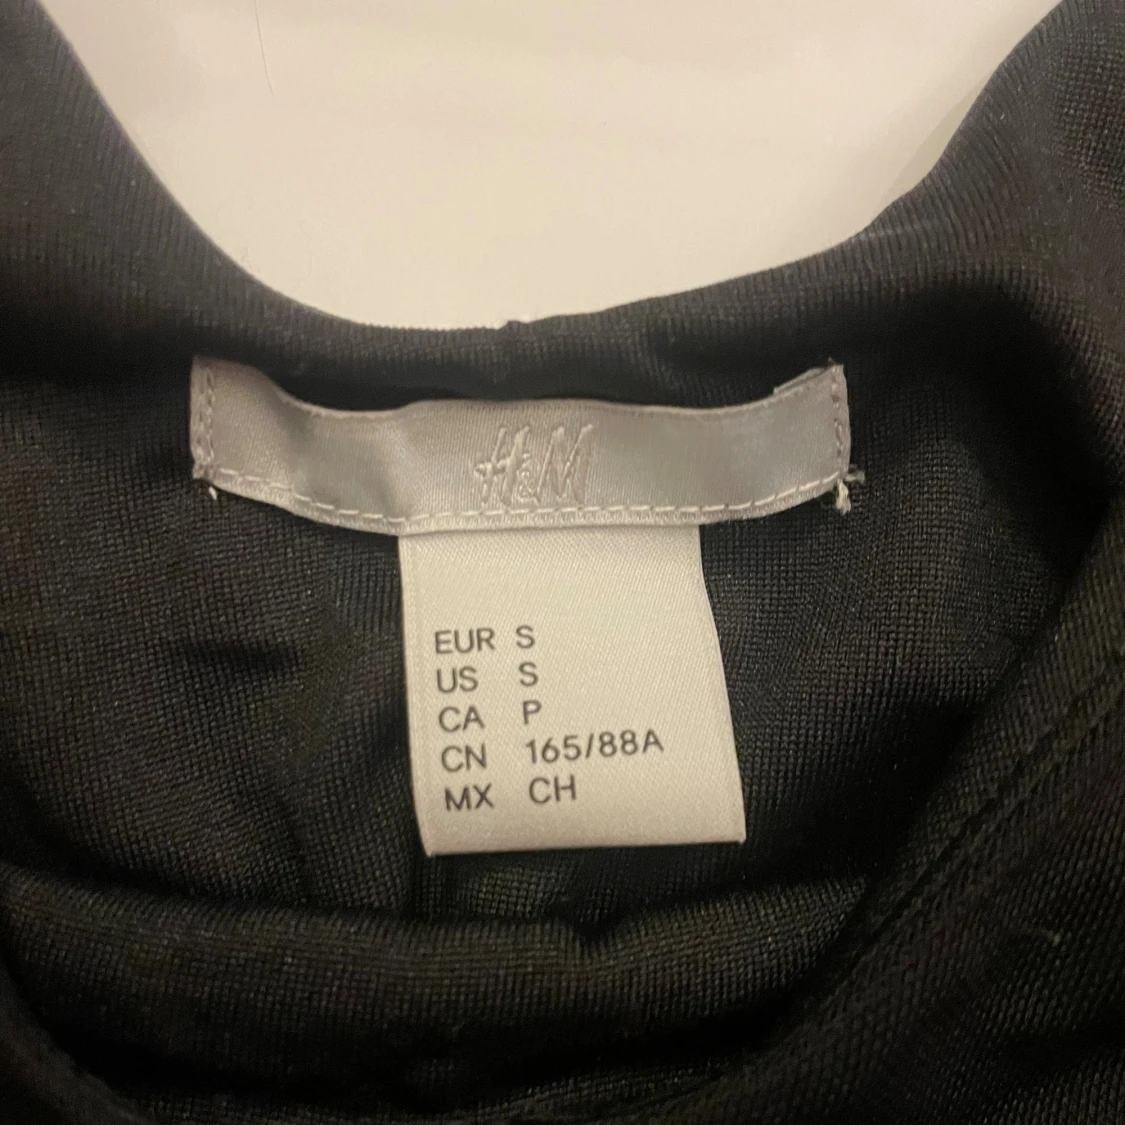 H&M
EUR S
US S
CA P
CN 165/88A
MX CH